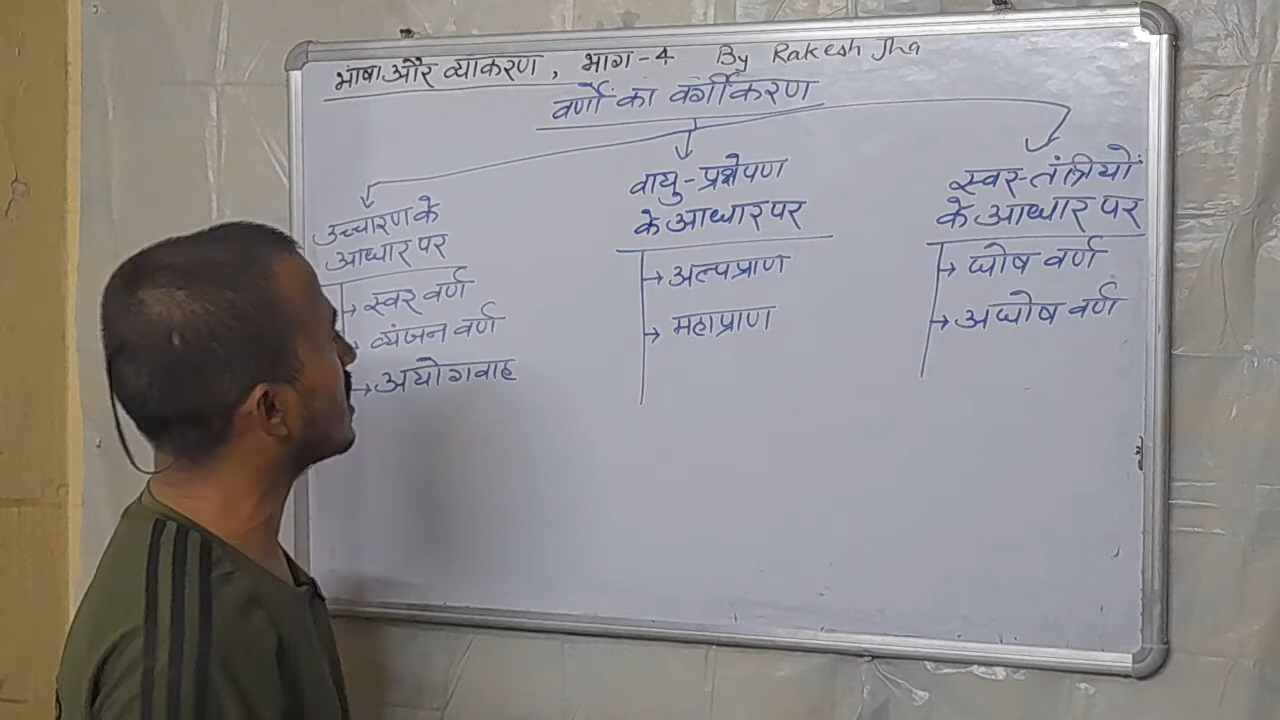 भाषा और व्याकरण, भाग-4 By Rakesh Jha
वर्णों का वर्गीकरण
उच्चारण के
आधार पर
→ स्वर वर्ण
→ व्यंजन वर्ण
→ अयोगवाह
वायु-प्रक्षेपण
के आधार पर
→ अल्पप्राण
→ महाप्राण
स्वर-तंत्रियों
के आधार पर
→ घोष वर्ण
→ अघोष वर्ण